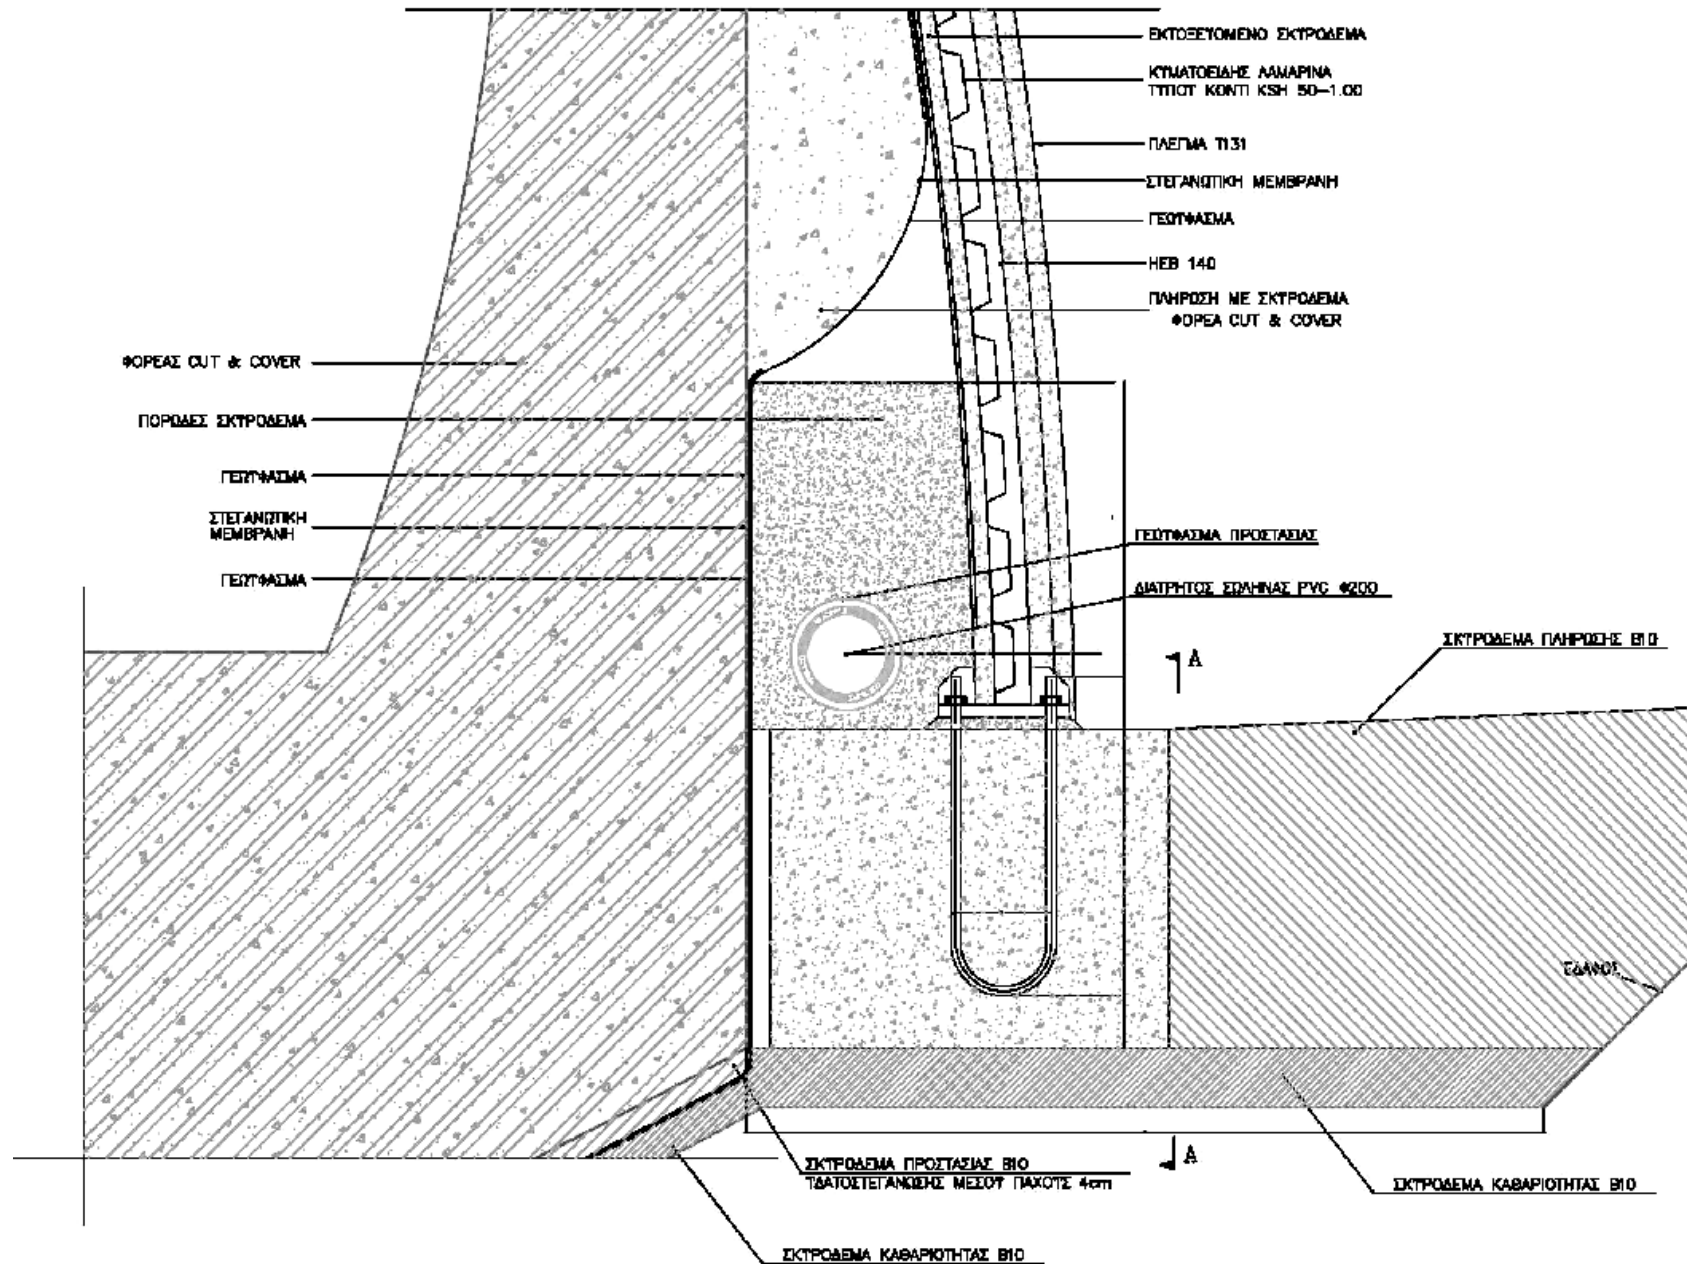 ΕΚΤΟΞΕΥΟΜΕΝΟ ΣΚΥΡΟΔΕΜΑ
ΚΥΜΑΤΟΕΙΔΗΣ ΛΑΜΑΡΙΝΑ
ΤΥΠΟΥ ΚΟΝΤΙ KSH 50-1.00
ΠΛΕΓΜΑ Τ131
ΣΤΕΓΑΝΩΤΙΚΗ ΜΕΜΒΡΑΝΗ
ΓΕΩΥΦΑΣΜΑ
HEB 140
ΠΛΗΡΩΣΗ ΜΕ ΣΚΥΡΟΔΕΜΑ
ΦΟΡΕΑ CUT & COVER
ΦΟΡΕΑΣ CUT & COVER
ΠΟΡΩΔΕΣ ΣΚΥΡΟΔΕΜΑ
ΓΕΩΥΦΑΣΜΑ
ΣΤΕΓΑΝΩΤΙΚΗ
ΜΕΜΒΡΑΝΗ
ΓΕΩΥΦΑΣΜΑ
ΓΕΩΥΦΑΣΜΑ ΠΡΟΣΤΑΣΙΑΣ
ΔΙΑΤΡΗΤΟΣ ΣΩΛΗΝΑΣ PVC Φ200
ΣΚΥΡΟΔΕΜΑ ΠΛΗΡΩΣΗΣ Β10
A
ΕΔΑΦΟΣ
A
ΣΚΥΡΟΔΕΜΑ ΠΡΟΣΤΑΣΙΑΣ Β10
ΥΔΑΤΟΣΤΕΓΑΝΩΣΗΣ ΜΕΣΟΥ ΠΑΧΟΥΣ 4cm
ΣΚΥΡΟΔΕΜΑ ΚΑΘΑΡΙΟΤΗΤΑΣ Β10
ΣΚΥΡΟΔΕΜΑ ΚΑΘΑΡΙΟΤΗΤΑΣ Β10